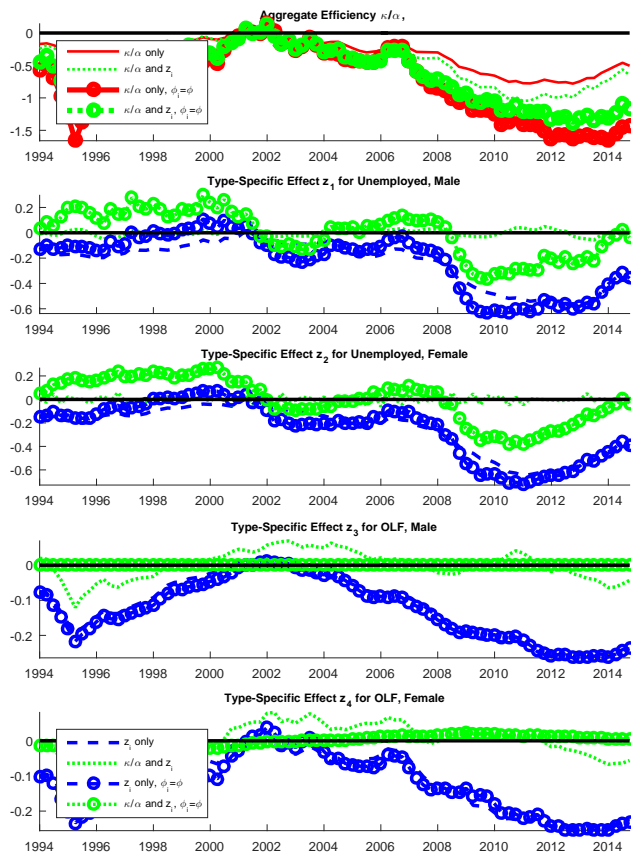 Aggregate Efficiency κ/α,
0
-0.5
-1
-1.5
κ/α only
κ/α and z_i
κ/α only, φ_i=φ
κ/α and z_i, φ_i=φ
1994 1996 1998 2000 2002 2004 2006 2008 2010 2012 2014
Type-Specific Effect z_1 for Unemployed, Male
0.2
0
-0.2
-0.4
-0.6
1994 1996 1998 2000 2002 2004 2006 2008 2010 2012 2014
Type-Specific Effect z_2 for Unemployed, Female
0.2
0
-0.2
-0.4
-0.6
1994 1996 1998 2000 2002 2004 2006 2008 2010 2012 2014
Type-Specific Effect z_3 for OLF, Male
0
-0.1
-0.2
1994 1996 1998 2000 2002 2004 2006 2008 2010 2012 2014
Type-Specific Effect z_4 for OLF, Female
0
-0.1
-0.2
z_i only
κ/α and z_i
z_i only, φ_i=φ
κ/α and z_i, φ_i=φ
1994 1996 1998 2000 2002 2004 2006 2008 2010 2012 2014